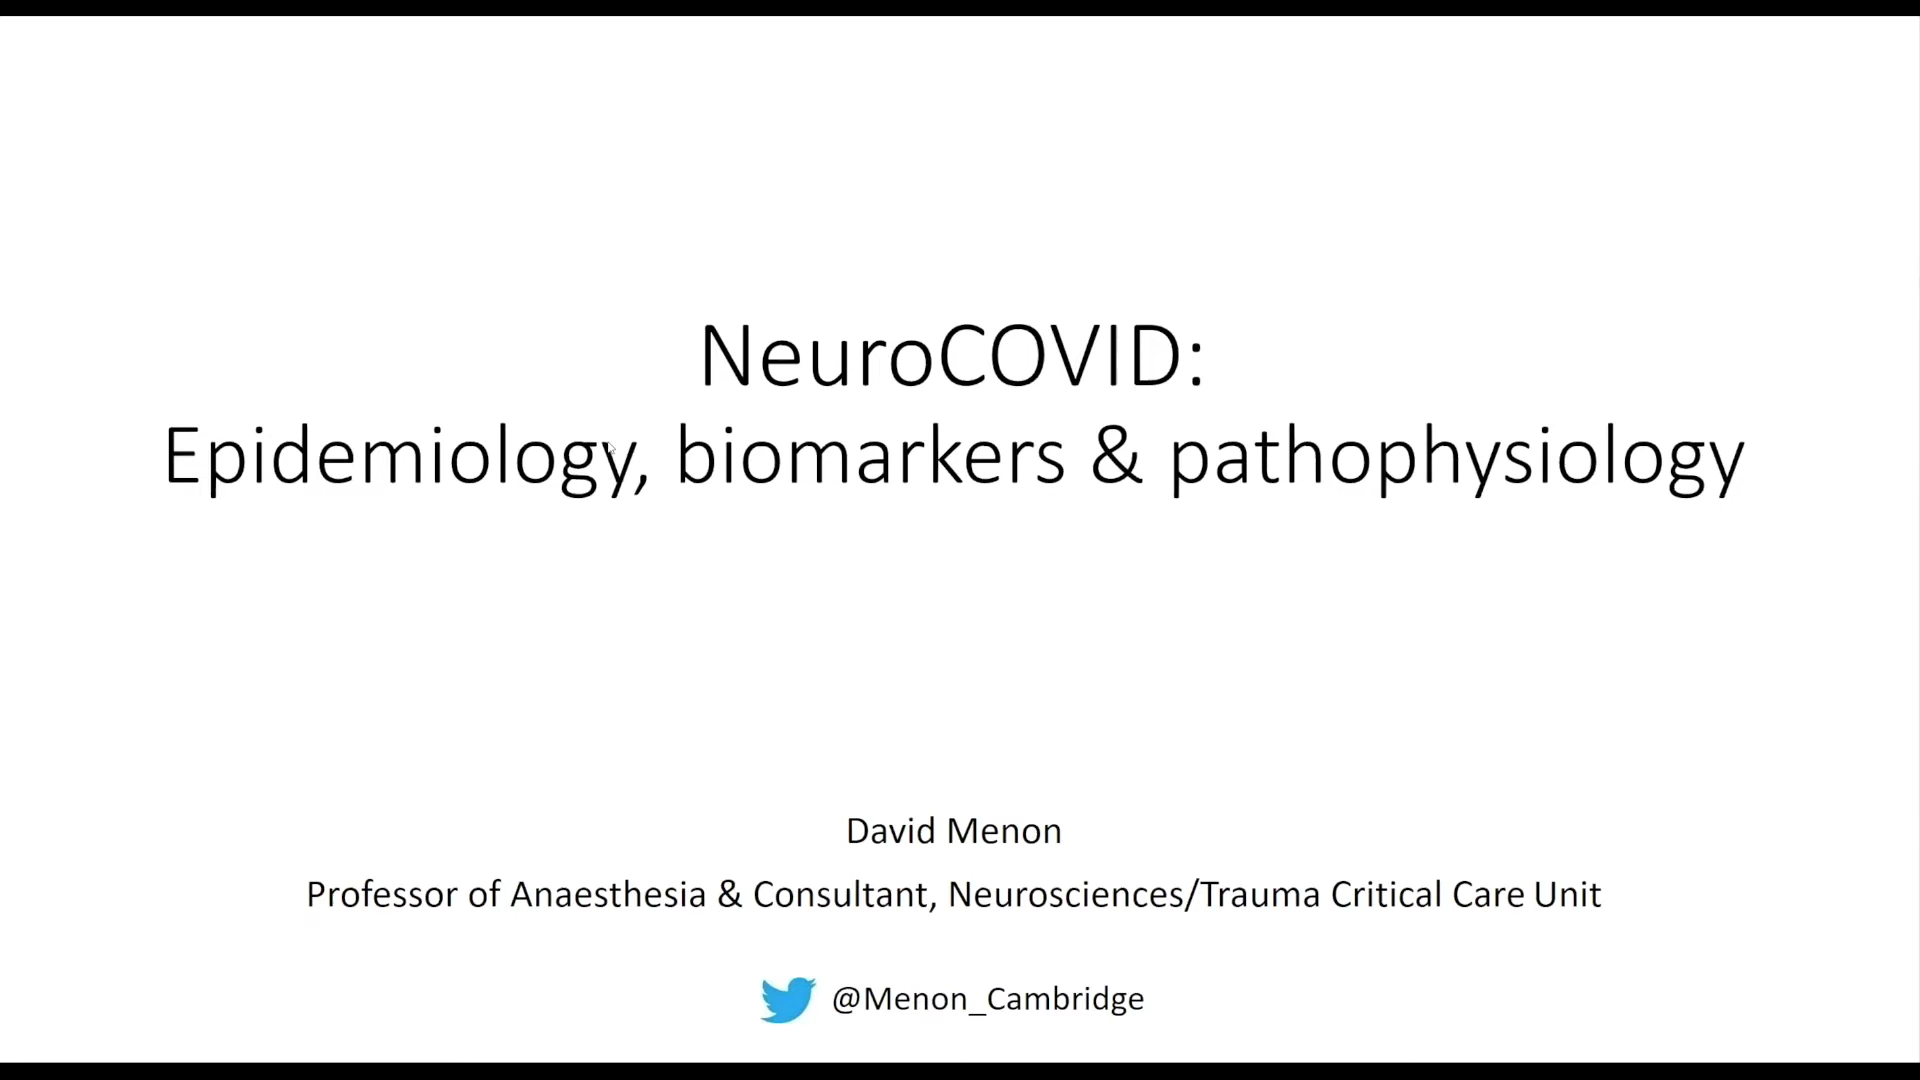 NeuroCOVID:
Epidemiology, biomarkers & pathophysiology
David Menon
Professor of Anaesthesia & Consultant, Neurosciences/Trauma Critical Care Unit
@Menon_Cambridge